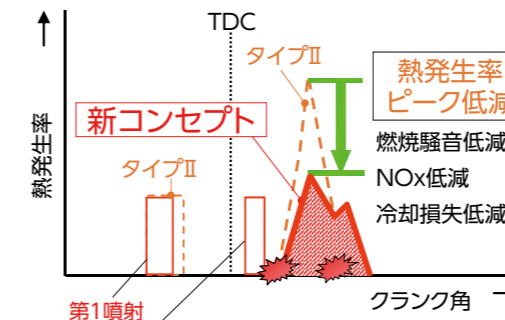 TDC
タイプⅡ
熱発生率
ピーク低減
新コンセプト
燃焼騒音低減
タイプⅡ
NOx低減
冷却損失低減
熱発生率
クランク角
第1噴射